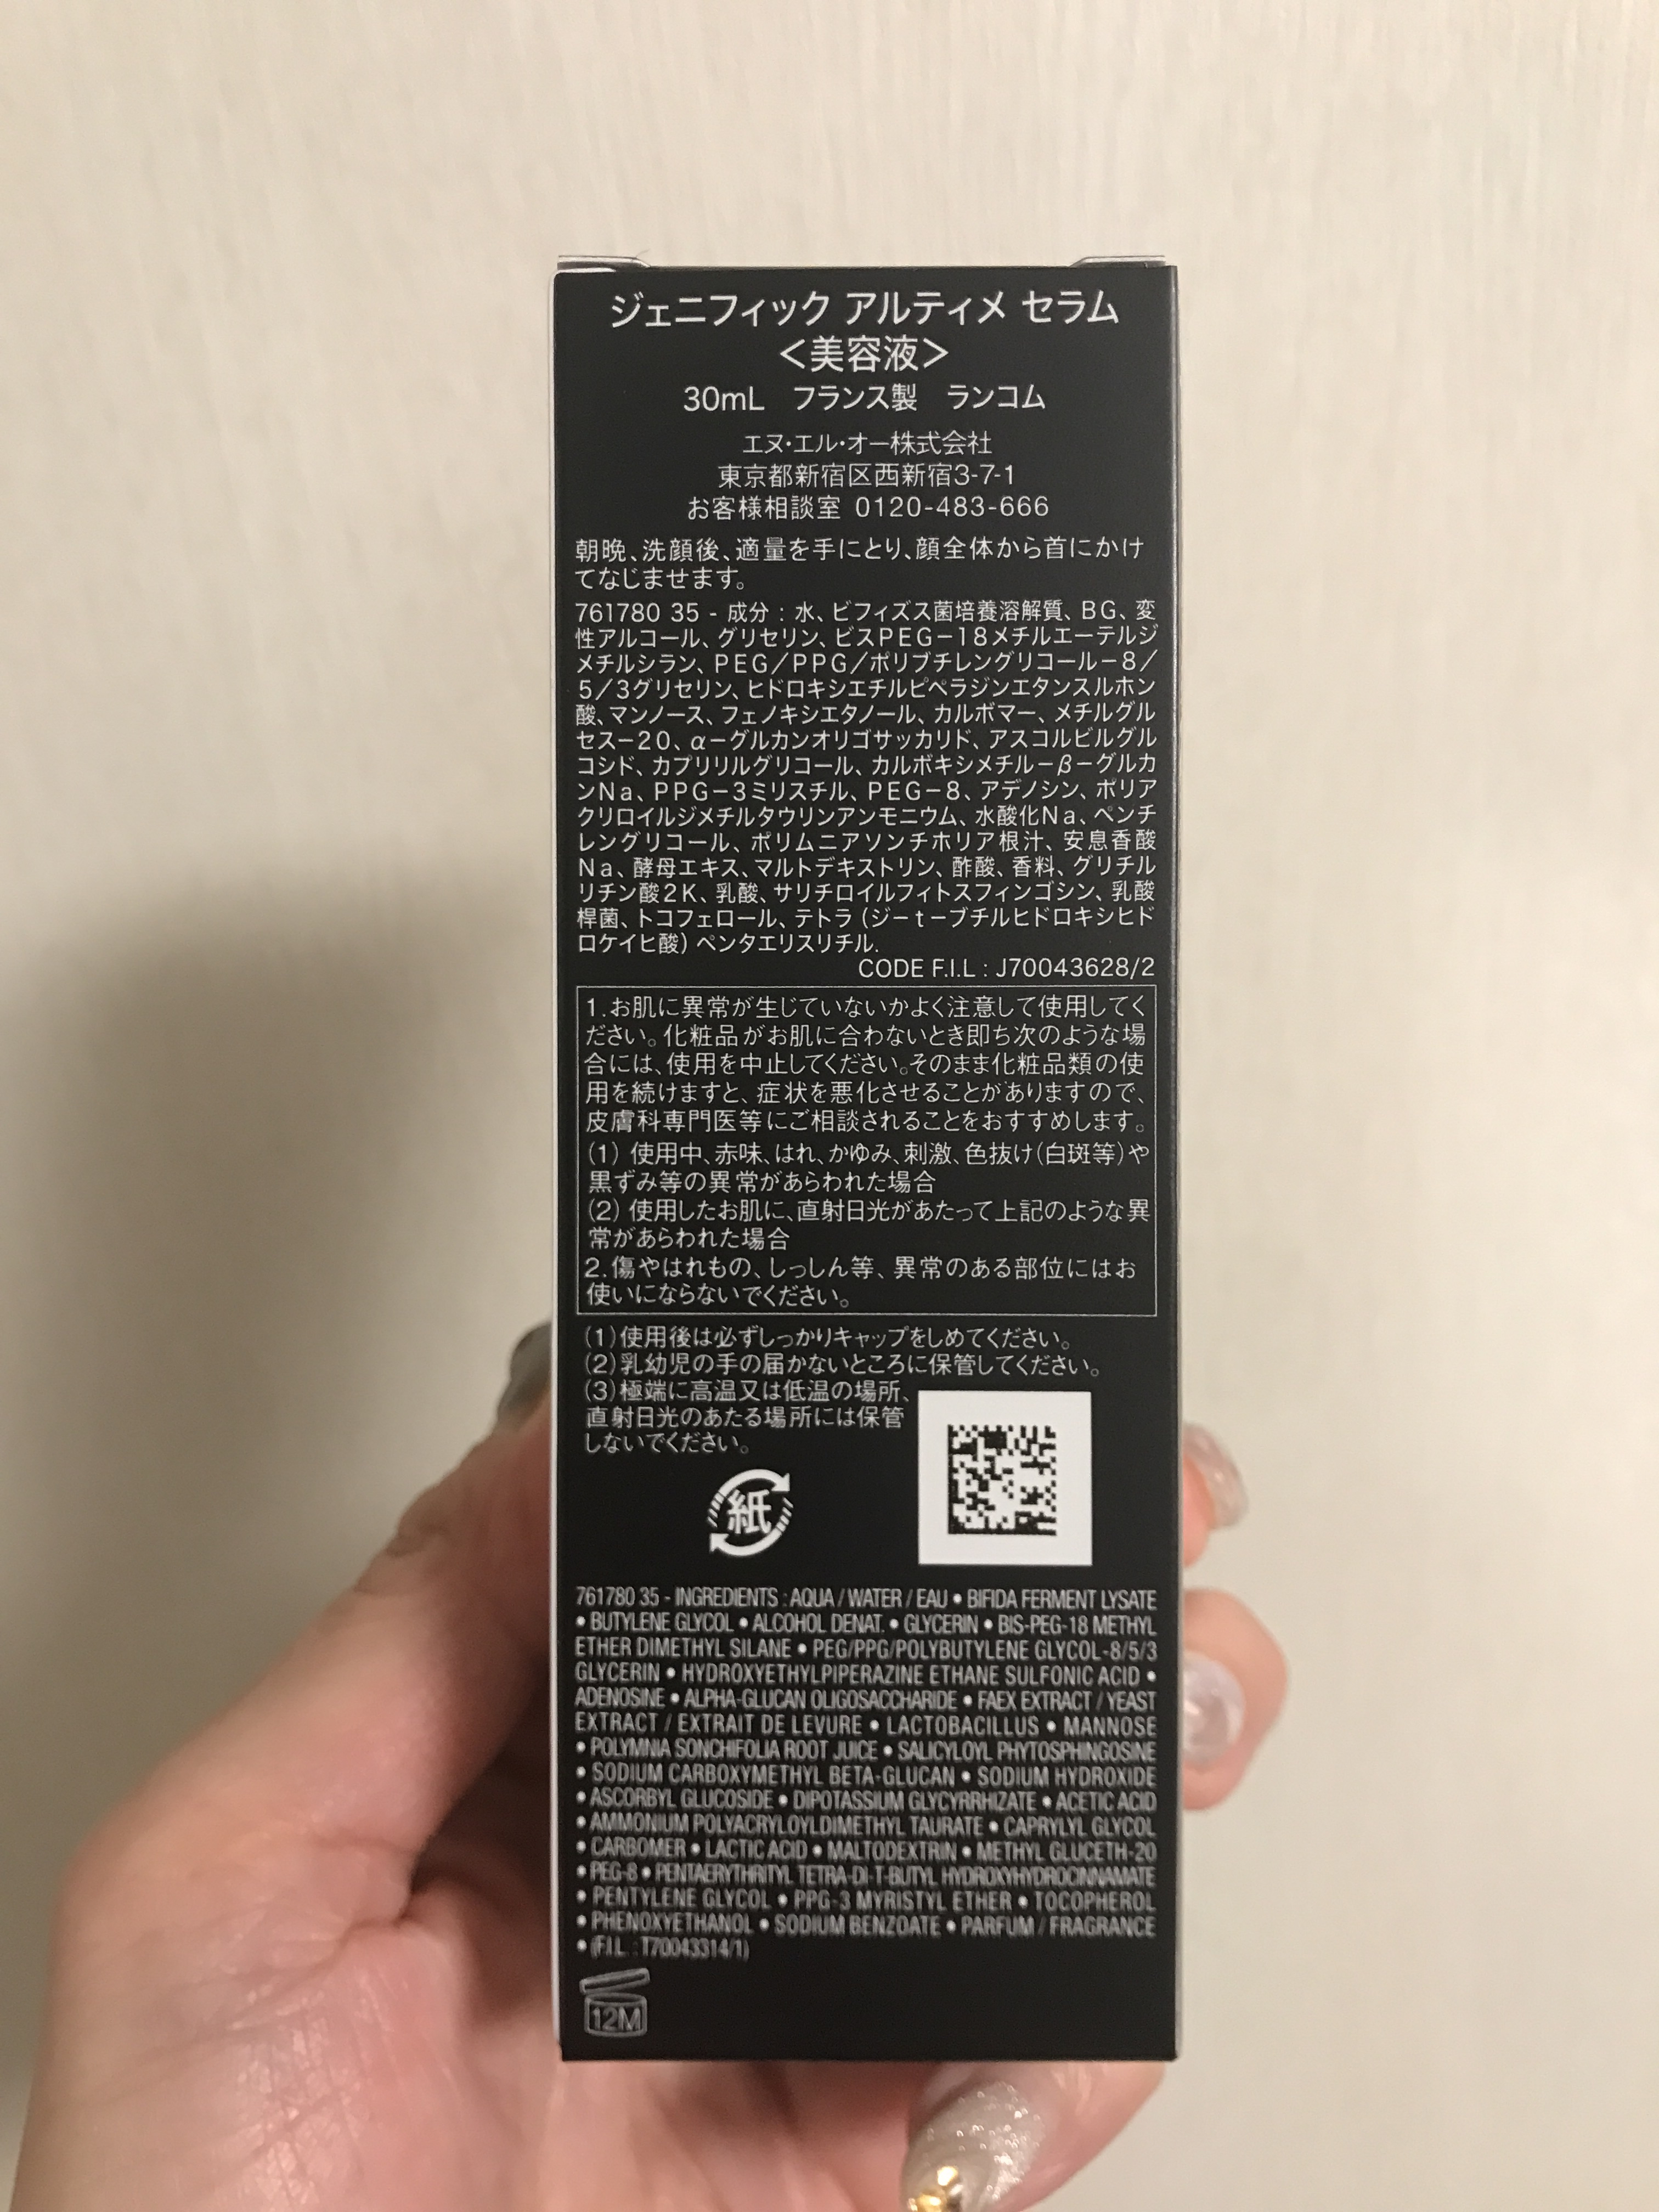 ジェニフィック アルティメ セラム
＜美容液＞
30mL　フランス製　ランコム
エヌ・エル・オー株式会社
東京都新宿区西新宿3-7-1
お客様相談室 0120-483-666
朝晩、洗顔後、適量を手にとり、顔全体から首にかけ
てなじませます。
761780 35 - 成分 : 水、ビフィズス菌培養溶解質、BG、変
性アルコール、グリセリン、ビスPEG－18メチルエーテルジ
メチルシラン、PEG／PPG／ポリブチレングリコール－8／
5／3グリセリン、ヒドロキシエチルピペラジンエタンスルホン
酸、マンノース、フェノキシエタノール、カルボマー、メチルグル
セス－20、α－グルカンオリゴサッカリド、アスコルビルグル
コシド、カプリリルグリコール、カルボキシメチル－β－グルカ
ンNa、PPG－3ミリスチル、PEG－8、アデノシン、ポリア
クリロイルジメチルタウリンアンモニウム、水酸化Na、ペンチ
レングリコール、ポリムニアソンチホリア根汁、安息香酸
Na、酵母エキス、マルトデキストリン、酢酸、香料、グリチル
リチン酸2K、乳酸、サリチロイルフィトスフィンゴシン、乳酸
桿菌、トコフェロール、テトラ（ジ－t－ブチルヒドロキシヒド
ロケイヒ酸）ペンタエリスリチル.
CODE F.I.L : J70043628/2
1.お肌に異常が生じていないかよく注意して使用してく
ださい。化粧品がお肌に合わないとき即ち次のような場
合には、使用を中止してください。そのまま化粧品類の使
用を続けますと、症状を悪化させることがありますので、
皮膚科専門医等にご相談されることをおすすめします。
(1) 使用中、赤味、はれ、かゆみ、刺激、色抜け(白斑等)や
黒ずみ等の異常があらわれた場合
(2) 使用したお肌に、直射日光があたって上記のような異
常があらわれた場合
2.傷やはれもの、しっしん等、異常のある部位にはお
使いにならないでください。
(1)使用後は必ずしっかりキャップをしめてください。
(2)乳幼児の手の届かないところに保管してください。
(3)極端に高温又は低温の場所、
直射日光のあたる場所には保管
しないでください。
紙
761780 35 - INGREDIENTS : AQUA / WATER / EAU • BIFIDA FERMENT LYSATE
• BUTYLENE GLYCOL • ALCOHOL DENAT. • GLYCERIN • BIS-PEG-18 METHYL
ETHER DIMETHYL SILANE • PEG/PPG/POLYBUTYLENE GLYCOL-8/5/3
GLYCERIN • HYDROXYETHYLPIPERAZINE ETHANE SULFONIC ACID •
ADENOSINE • ALPHA-GLUCAN OLIGOSACCHARIDE • FAEX EXTRACT / YEAST
EXTRACT / EXTRAIT DE LEVURE • LACTOBACILLUS • MANNOSE
• POLYMNIA SONCHIFOLIA ROOT JUICE • SALICYLOYL PHYTOSPHINGOSINE
• SODIUM CARBOXYMETHYL BETA-GLUCAN • SODIUM HYDROXIDE
• ASCORBYL GLUCOSIDE • DIPOTASSIUM GLYCYRRHIZATE • ACETIC ACID
• AMMONIUM POLYACRYLOYLDIMETHYL TAURATE • CAPRYLYL GLYCOL
• CARBOMER • LACTIC ACID • MALTODEXTRIN • METHYL GLUCETH-20
• PEG-8 • PENTAERYTHRITYL TETRA-DI-T-BUTYL HYDROXYHYDROCINNAMATE
• PENTYLENE GLYCOL • PPG-3 MYRISTYL ETHER • TOCOPHEROL
• PHENOXYETHANOL • SODIUM BENZOATE • PARFUM / FRAGRANCE
• (F.I.L : T70043314/1)
12M